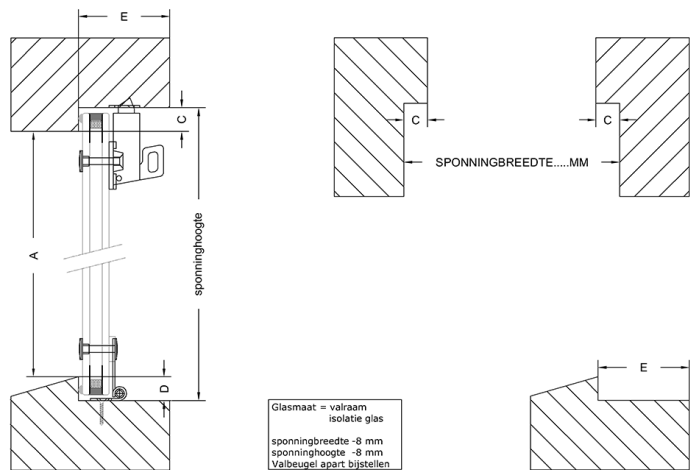 E
C
A
sponninghoogte
D
C
C
SPONNINGBREEDTE.....MM
E
Glasmaat = valraam
isolatie glas
sponningbreedte -8 mm
sponninghoogte -8 mm
Valbeugel apart bijstellen